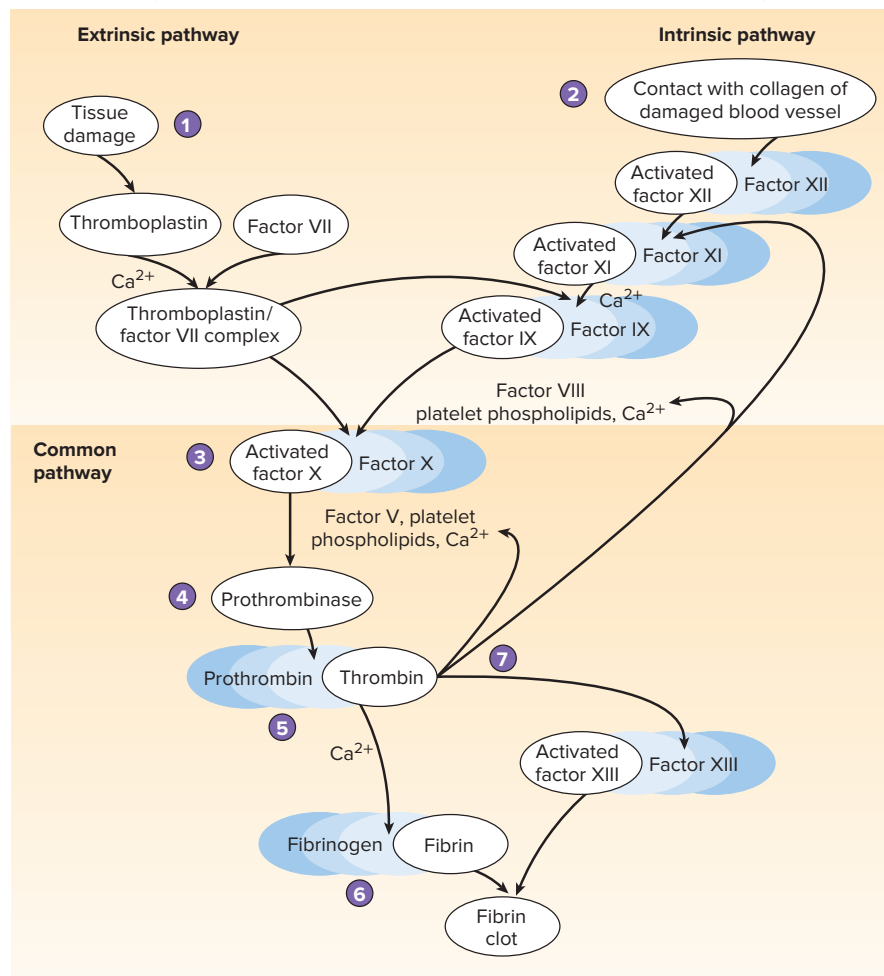 Extrinsic pathway
Intrinsic pathway
2
Contact with collagen of
damaged blood vessel
Tissue
damage
1
Activated
factor XII
Factor XII
Thromboplastin
Factor VII
Activated
factor XI
Factor XI
Ca2+
Ca2+
Thromboplastin/
factor VII complex
Activated
factor IX
Factor IX
Factor VIII
platelet phospholipids, Ca2+
Common
pathway
3
Activated
factor X
Factor X
Factor V, platelet
phospholipids, Ca2+
4
Prothrombinase
7
Prothrombin
Thrombin
5
Ca2+
Activated
factor XIII
Factor XIII
Fibrinogen
Fibrin
6
Fibrin
clot